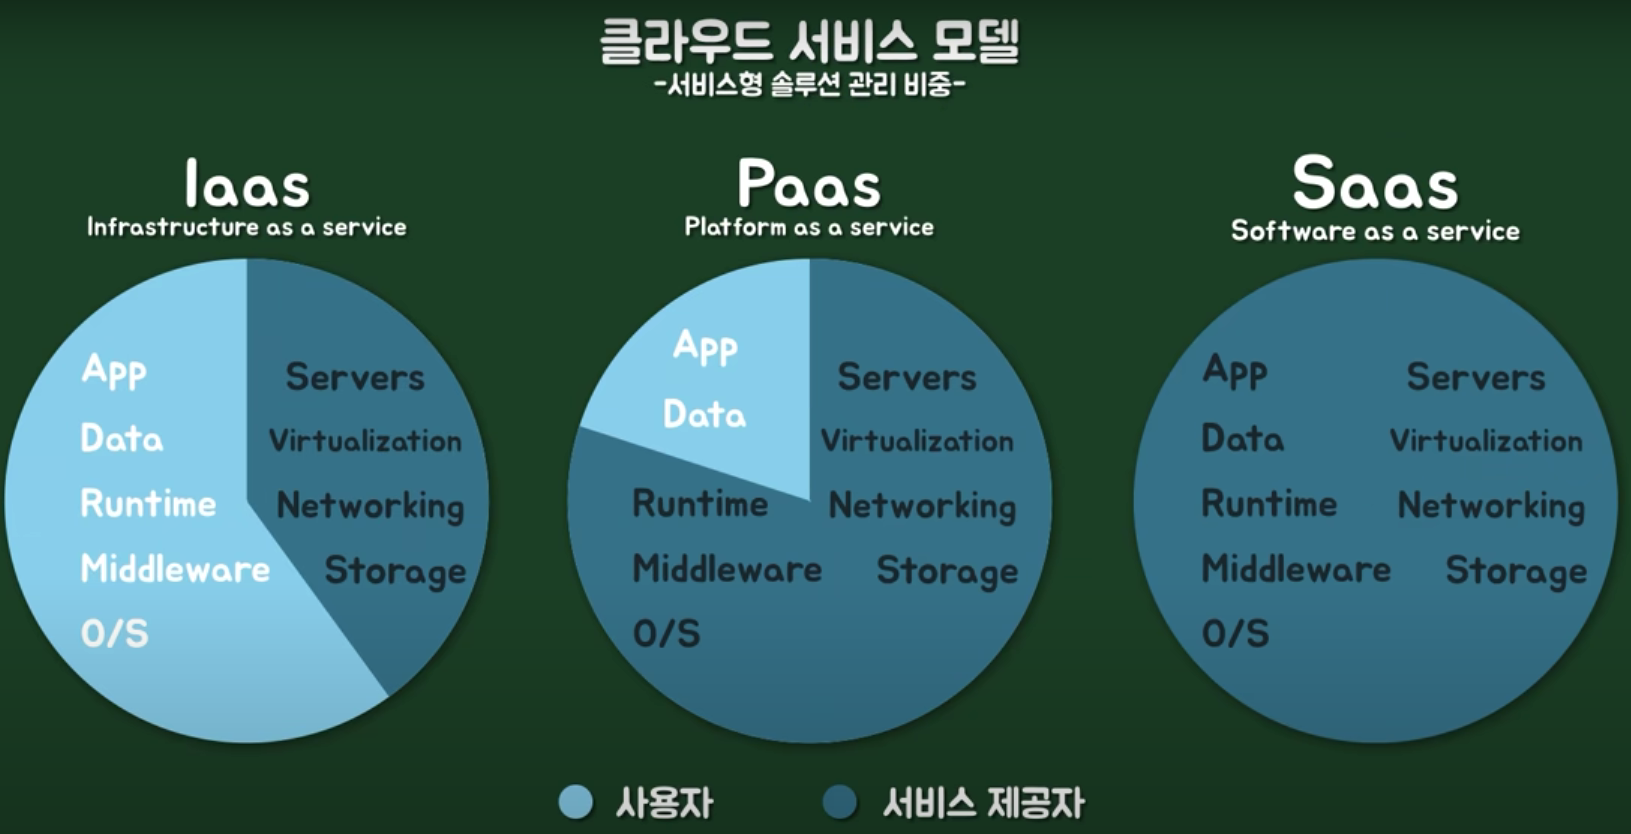 클라우드 서비스 모델
-서비스형 솔루션 관리 비중-
Iaas
Infrastructure as a service
App
Data
Runtime
Middleware
O/S
Servers
Virtualization
Networking
Storage
Paas
Platform as a service
App
Data
Runtime
Middleware
O/S
Servers
Virtualization
Networking
Storage
Saas
Software as a service
App
Data
Runtime
Middleware
O/S
Servers
Virtualization
Networking
Storage
사용자
서비스 제공자